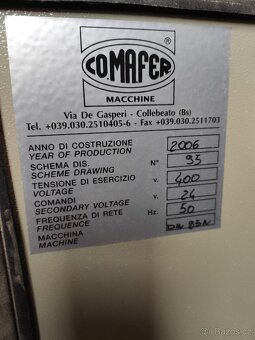 COMAFER
MACCHINE
Via De Gasperi - Collebeato (Bs)
Tel. +039.030.2510405-6 - Fax +039.030.2511703
ANNO DI COSTRUZIONE 2006
YEAR OF PRODUCTION
SCHEMA DIS. N° 95
SCHEME DRAWING
TENSIONE DI ESERCIZIO v. 400
VOLTAGE
COMANDI v. 24
SECONDARY VOLTAGE
FREQUENZA DI RETE Hz. 50
FREQUENCE
MACCHINA
MACHINE